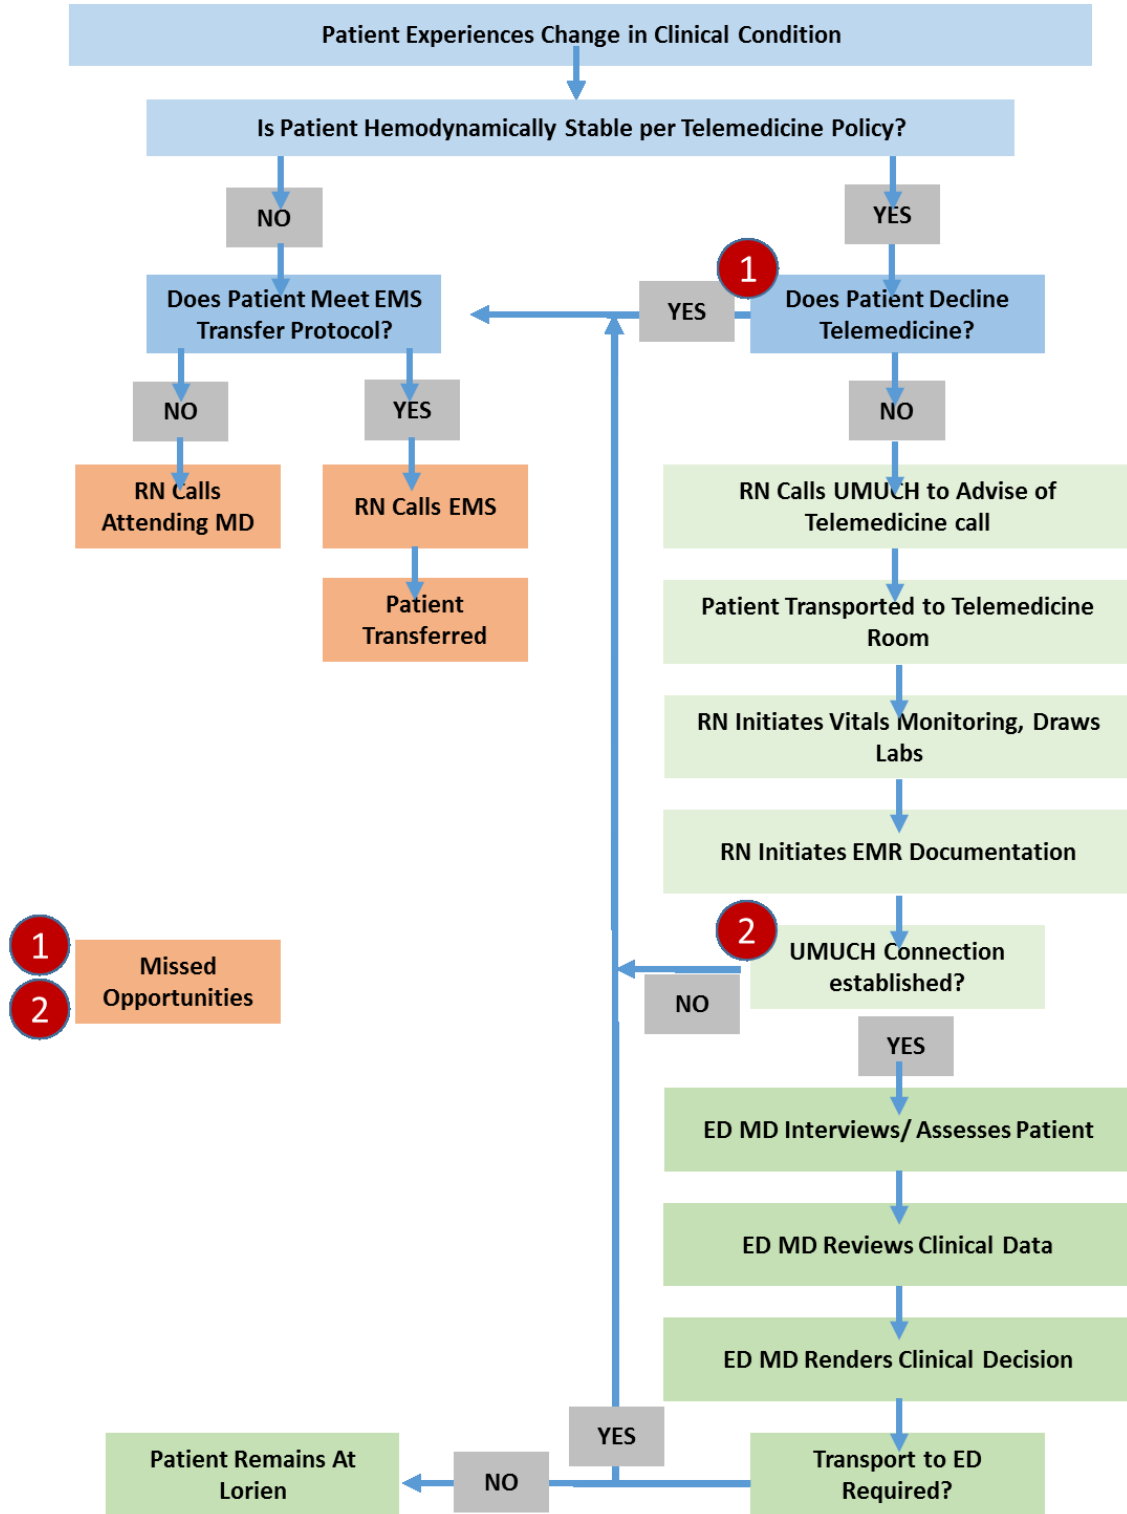 Patient Experiences Change in Clinical Condition
Is Patient Hemodynamically Stable per Telemedicine Policy?
NO
YES
1
Does Patient Meet EMS
Transfer Protocol?
YES
Does Patient Decline
Telemedicine?
NO
YES
NO
RN Calls
Attending MD
RN Calls EMS
RN Calls UMUCH to Advise of
Telemedicine call
Patient
Transferred
Patient Transported to Telemedicine
Room
RN Initiates Vitals Monitoring, Draws
Labs
RN Initiates EMR Documentation
1
2
Missed
Opportunities
2
UMUCH Connection
established?
NO
YES
ED MD Interviews/ Assesses Patient
ED MD Reviews Clinical Data
ED MD Renders Clinical Decision
YES
Patient Remains At
Lorien
NO
Transport to ED
Required?